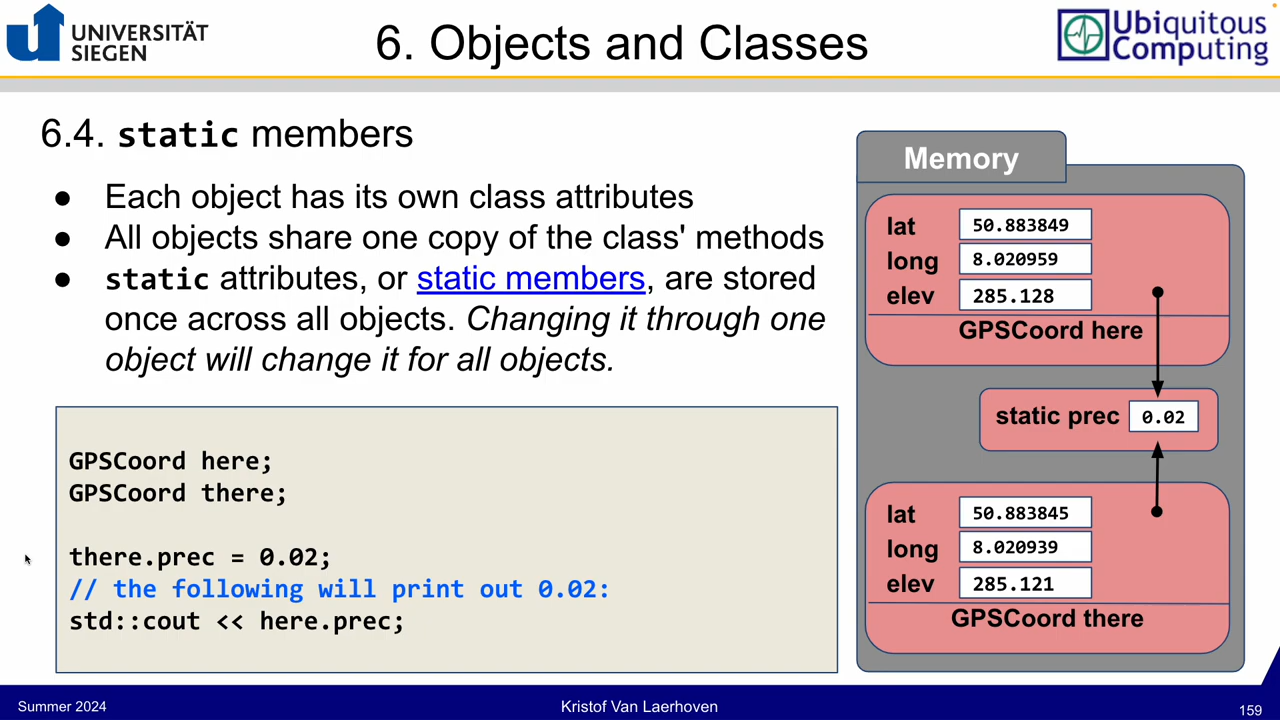 UNIVERSITÄT
SIEGEN
6. Objects and Classes
Ubiquitous
Computing
6.4. static members
● Each object has its own class attributes
● All objects share one copy of the class' methods
● static attributes, or static members, are stored
once across all objects. Changing it through one
object will change it for all objects.
GPSCoord here;
GPSCoord there;
there.prec = 0.02;
// the following will print out 0.02:
std::cout << here.prec;
Memory
lat 50.883849
long 8.020959
elev 285.128
GPSCoord here
static prec 0.02
lat 50.883845
long 8.020939
elev 285.121
GPSCoord there
Summer 2024
Kristof Van Laerhoven
159